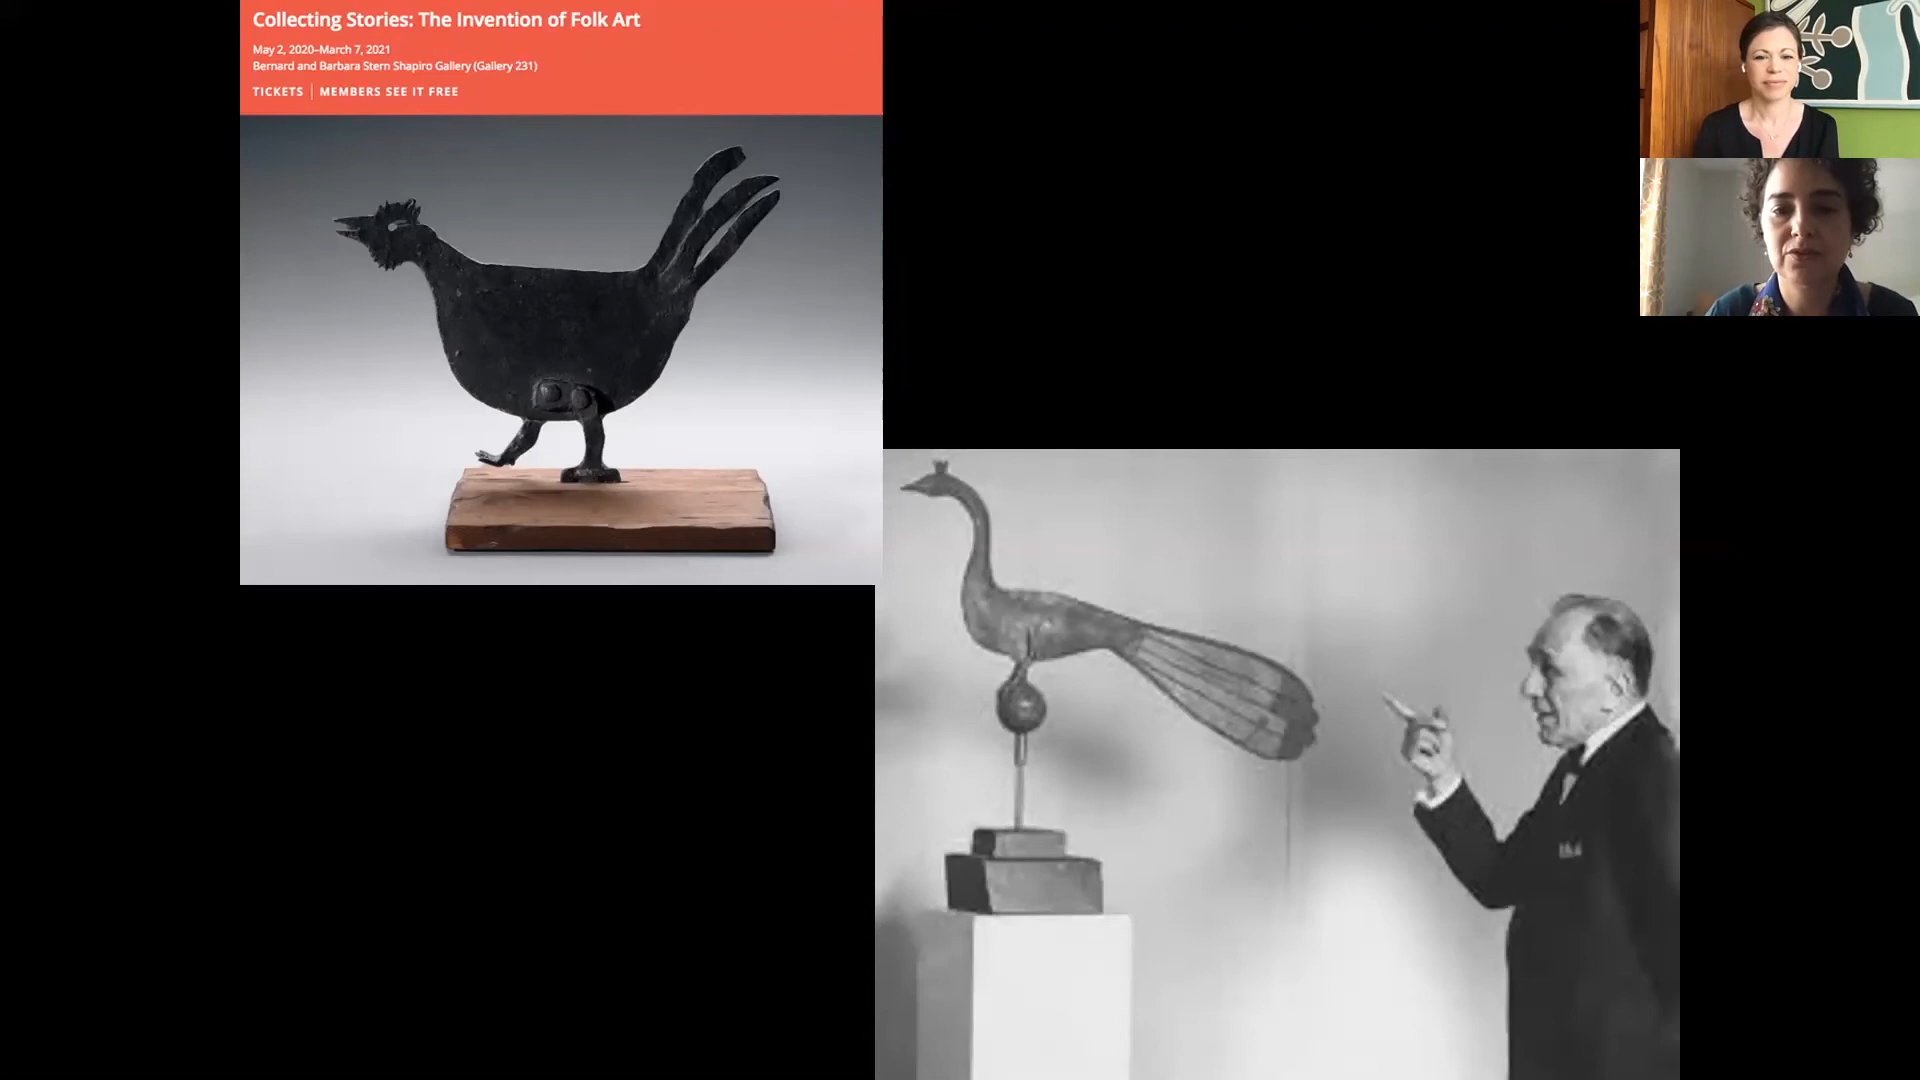 Collecting Stories: The Invention of Folk Art
May 2, 2020–March 7, 2021
Bernard and Barbara Stern Shapiro Gallery (Gallery 231)
TICKETS | MEMBERS SEE IT FREE